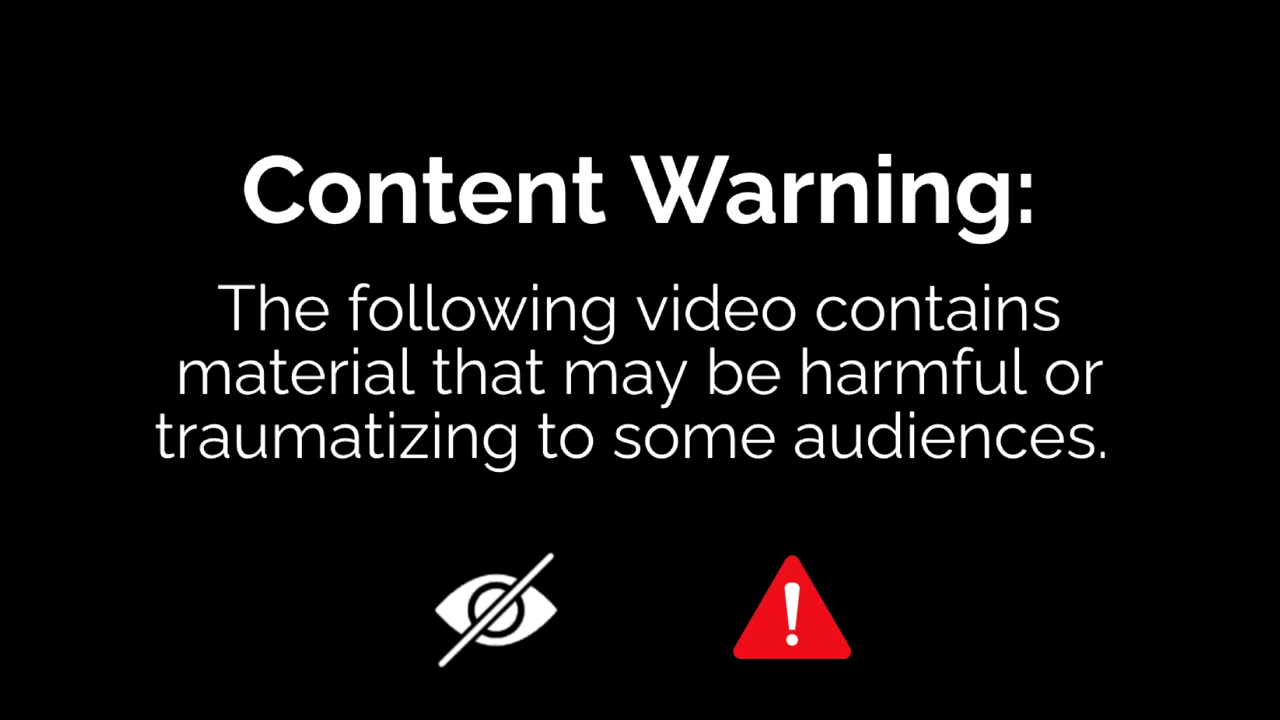 Content Warning:
The following video contains
material that may be harmful or
traumatizing to some audiences.